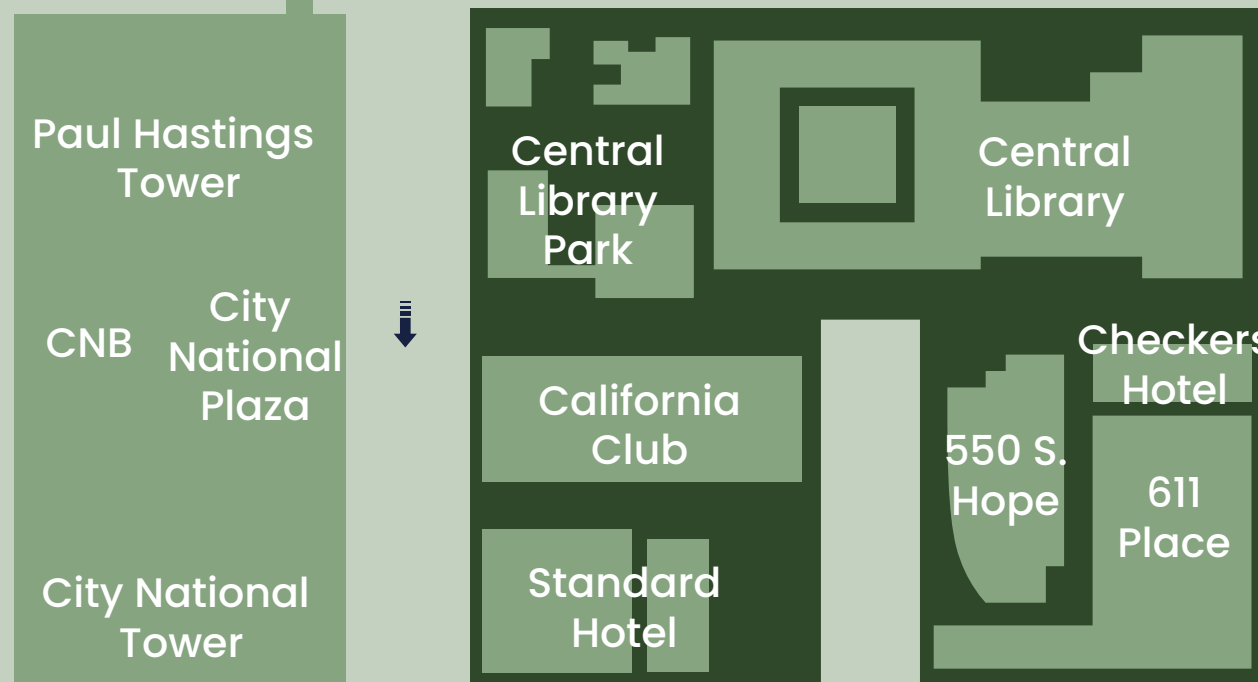 Paul Hastings
Tower
CNB
City
National
Plaza
City National
Tower
Central
Library
Park
Central
Library
California
Club
Standard
Hotel
550 S.
Hope
Checkers
Hotel
611
Place